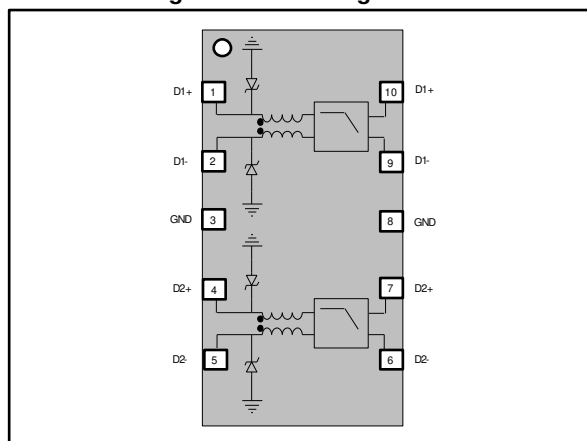 D1+ 1 10 D1+
D1- 2 9 D1-
GND 3 8 GND
D2+ 4 7 D2+
D2- 5 6 D2-